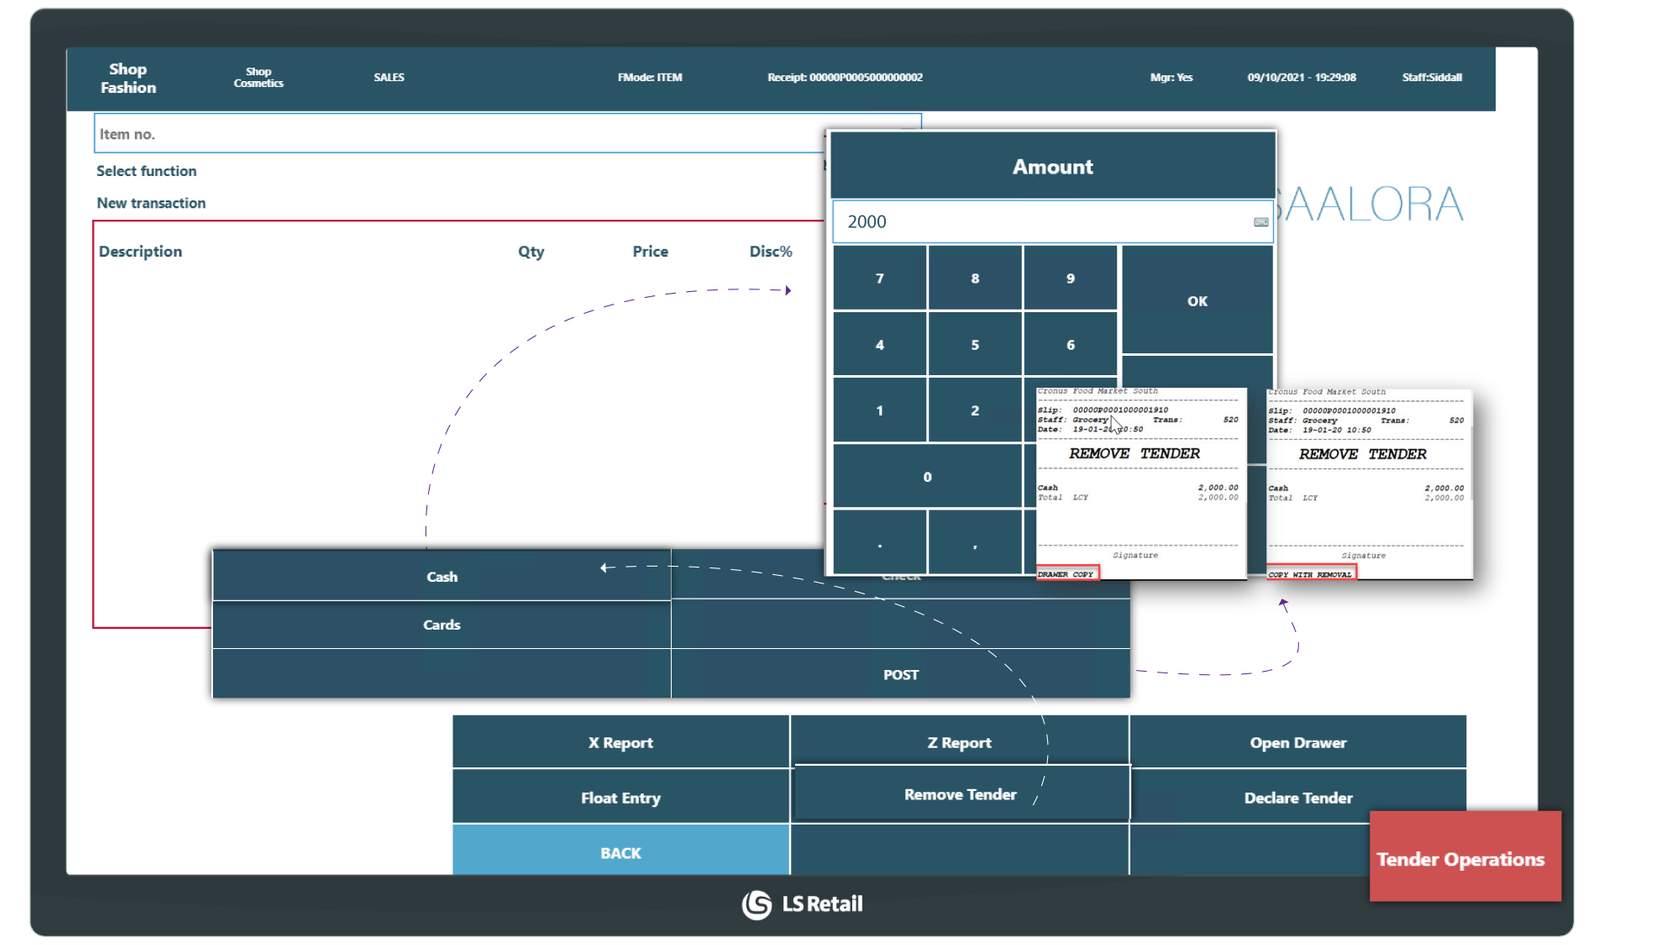 Shop
Fashion
Shop
Cosmetics
SALES
FMode: ITEM
Receipt: 00000P0005000000002
Mgr: Yes
09/10/2021 - 19:29:08
Staff:Siddall
Item no.
Select function
New transaction
Description
Qty
Price
Disc%
Amount
2000
SAALORA
7
8
9
OK
4
5
6
1
2
0
.
,
Cronus Food Market South
Slip: 00000P0001000001910
Staff: Grocery Trans: 520
Date: 19-01-20 10:50
REMOVE TENDER
Cash 2,000.00
Total LCY 2,000.00
Signature
DRAWER COPY
Cronus Food Market South
Slip: 00000P0001000001910
Staff: Grocery Trans: 520
Date: 19-01-20 10:50
REMOVE TENDER
Cash 2,000.00
Total LCY 2,000.00
Signature
COPY WITH REMOVAL
Cash
Check
Cards
POST
X Report
Z Report
Open Drawer
Float Entry
Remove Tender
Declare Tender
BACK
Tender Operations
LS Retail